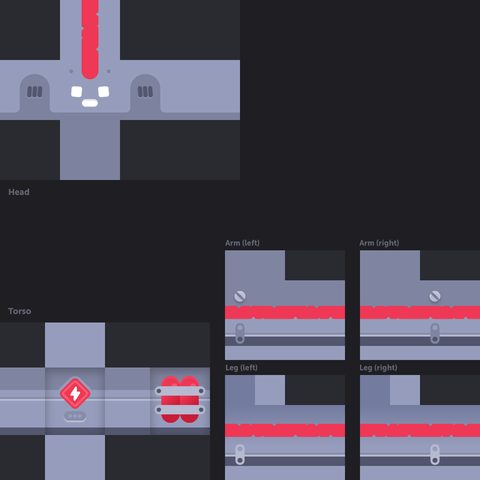 Head
Arm (left)
Arm (right)
Torso
Leg (left)
Leg (right)